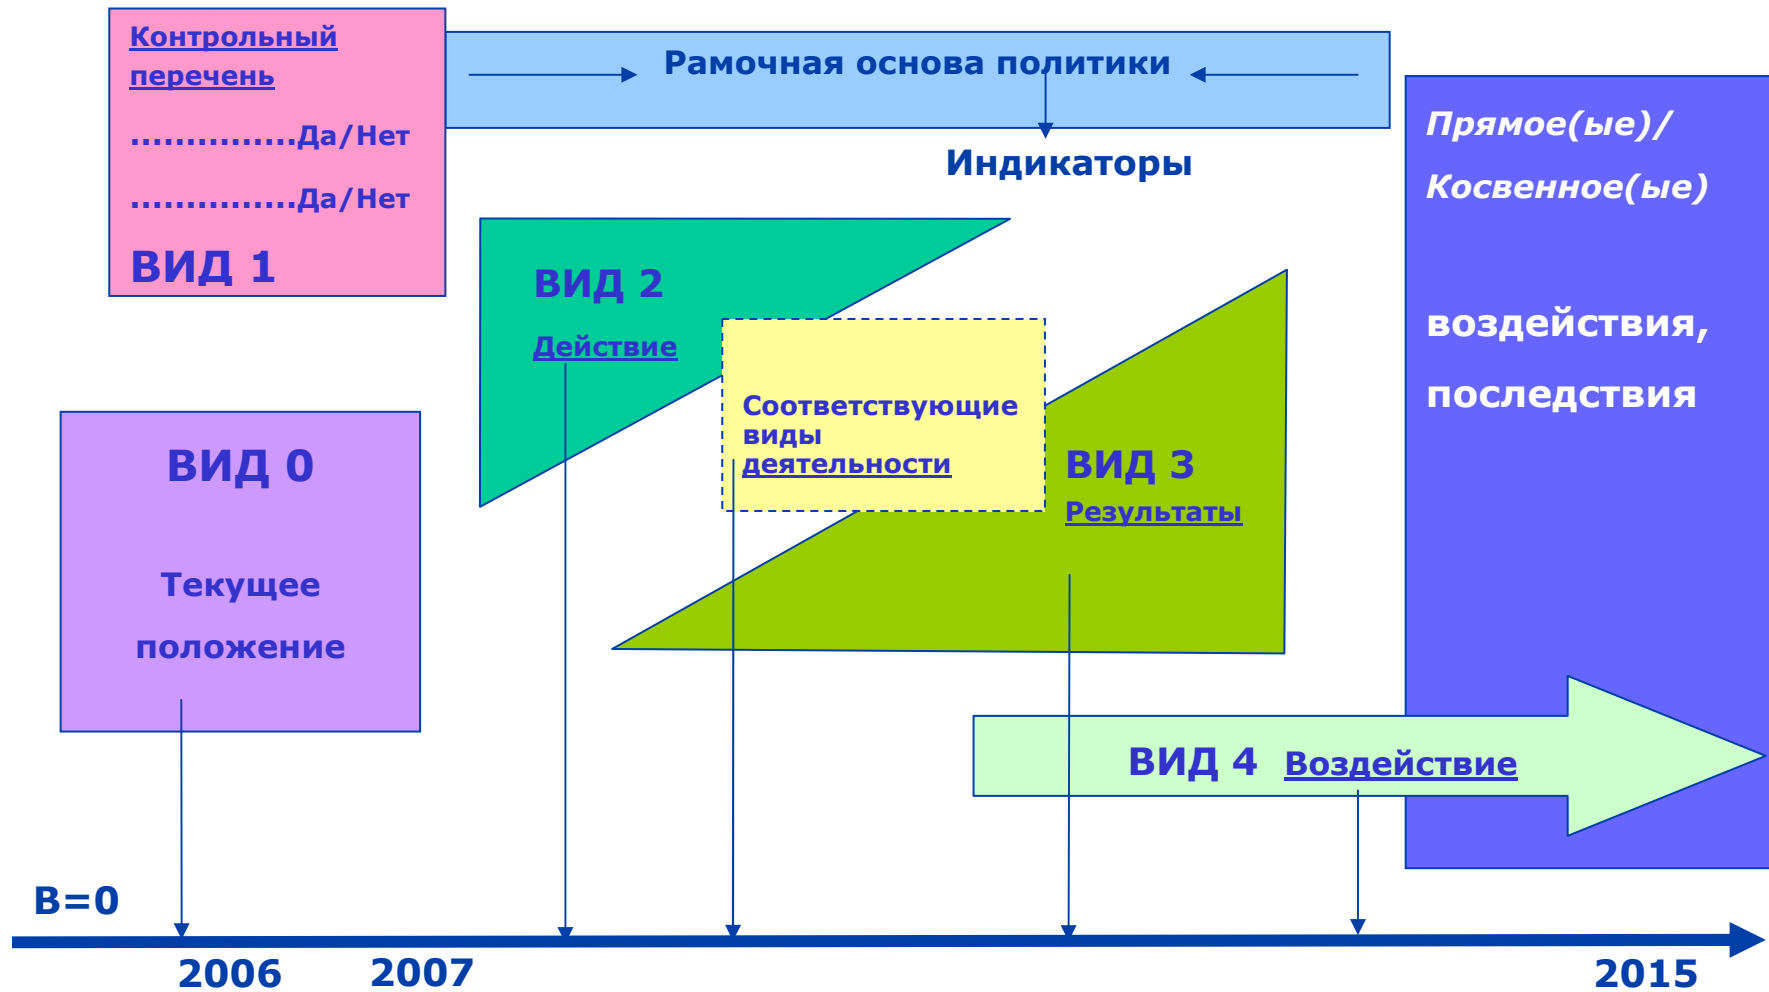 Контрольный
перечень
...............Да/Нет
...............Да/Нет
ВИД 1
Рамочная основа политики
Индикаторы
Прямое(ые)/
Косвенное(ые)
воздействия,
последствия
ВИД 2
Действие
Соответствующие
виды
деятельности
ВИД 3
Результаты
ВИД 0
Текущее
положение
ВИД 4 Воздействие
В=0
2006
2007
2015